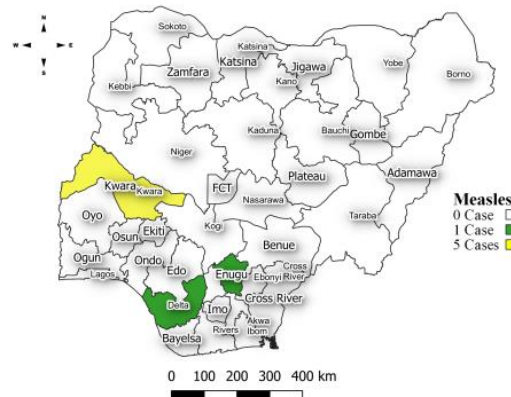 N
W E
S
Sokoto
Katsina
Zamfara
Katsina
Jigawa
Yobe
Borno
Kebbi
Kano
Niger
Kaduna
Bauchi
Gombe
Adamawa
Kwara
Kwara
FCT
Plateau
Nasarawa
Taraba
Oyo
Kogi
Osun
Ekiti
Benue
Ogun
Lagos
Ondo
Edo
Enugu
Ebonyi
Cross
River
Cross River
Delta
Imo
Akwa
Ibom
Rivers
Bayelsa
Measles
0 Case
1 Case
5 Cases
0 100 200 300 400 km